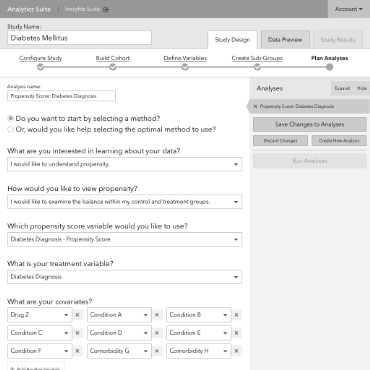 Analytics Suite | Insights Suite
Account
Study Name:
Diabetes Mellitus
Study Design
Data Preview
Study Results
Configure Study
Build Cohort
Define Variables
Create Sub-Groups
Plan Analyses
Analysis name:
Propensity Score: Diabetes Diagnosis
Do you want to start by selecting a method?
Or, would you like help selecting the optimal method to use?
What are you interested in learning about your data?
I would like to understand propensity.
How would you like to view propensity?
I would like to examine the balance within my control and treatment groups.
Which propensity score variable would you like to use?
Diabetes Diagnosis - Propensity Score
What is your treatment variable?
Diabetes Diagnosis
What are your covariates?
Drug Z × Condition A × Condition B ×
Condition C × Condition D × Condition E ×
Condition F × Comorbidity G × Comorbidity H ×
+ Add Another Variable
Analyses
Expand
Hide
× Propensity Score: Diabetes Diagnosis
Save Changes to Analyses
Discard Changes
Create New Analysis
Run Analyses